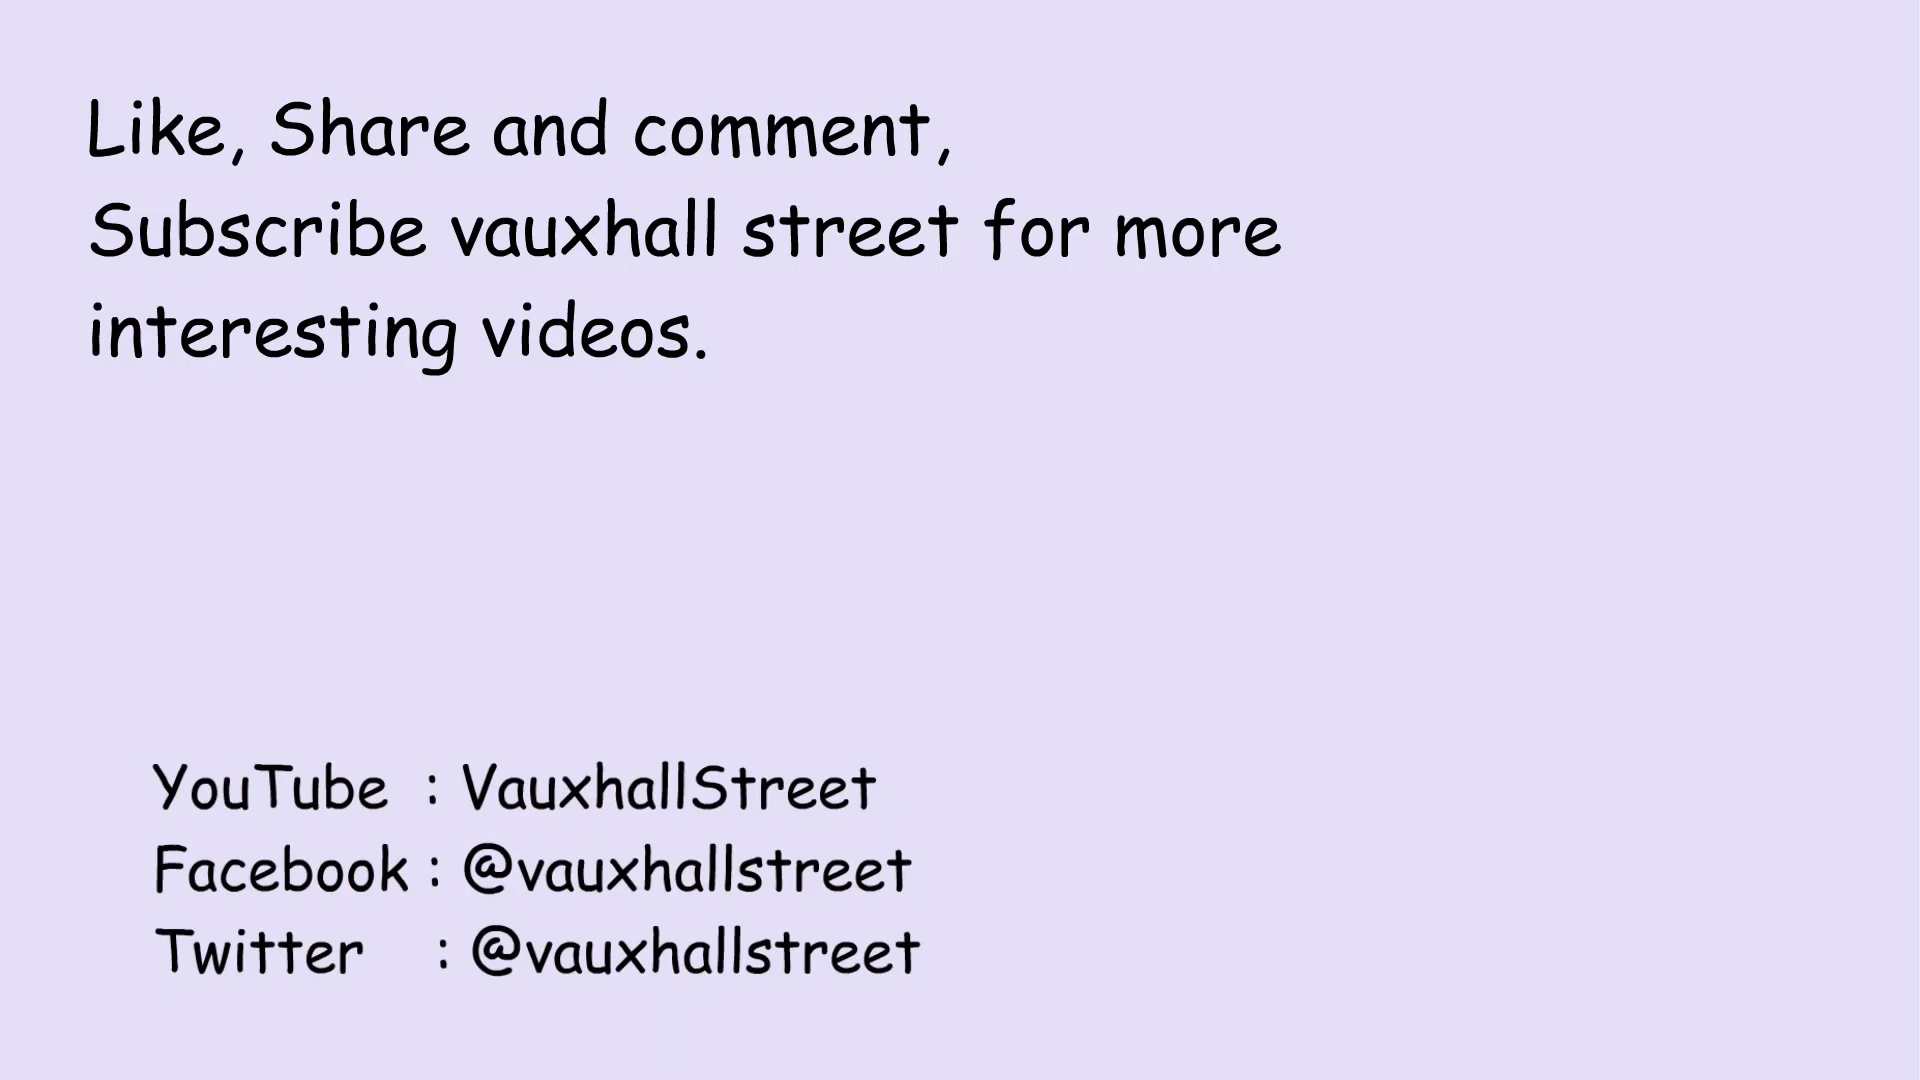 Like, Share and comment,
Subscribe vauxhall street for more
interesting videos.
YouTube : VauxhallStreet
Facebook : @vauxhallstreet
Twitter : @vauxhallstreet